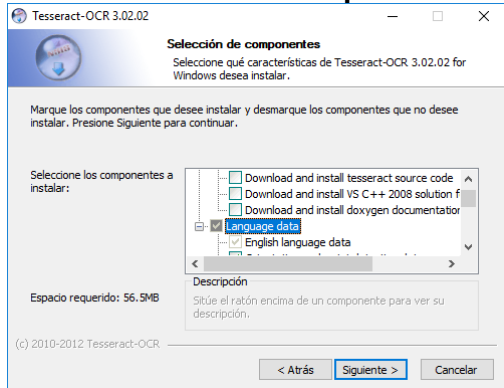 Tesseract-OCR 3.02.02
Selección de componentes
Seleccione qué características de Tesseract-OCR 3.02.02 for
Windows desea instalar.
Marque los componentes que desee instalar y desmarque los componentes que no desee
instalar. Presione Siguiente para continuar.
Seleccione los componentes a
instalar:
Download and install tesseract source code
Download and install VS C++ 2008 solution f
Download and install doxygen documentation
Language data
English language data
Descripción
Sitúe el ratón encima de un componente para ver su
descripción.
Espacio requerido: 56.5MB
(c) 2010-2012 Tesseract-OCR
< Atrás
Siguiente >
Cancelar